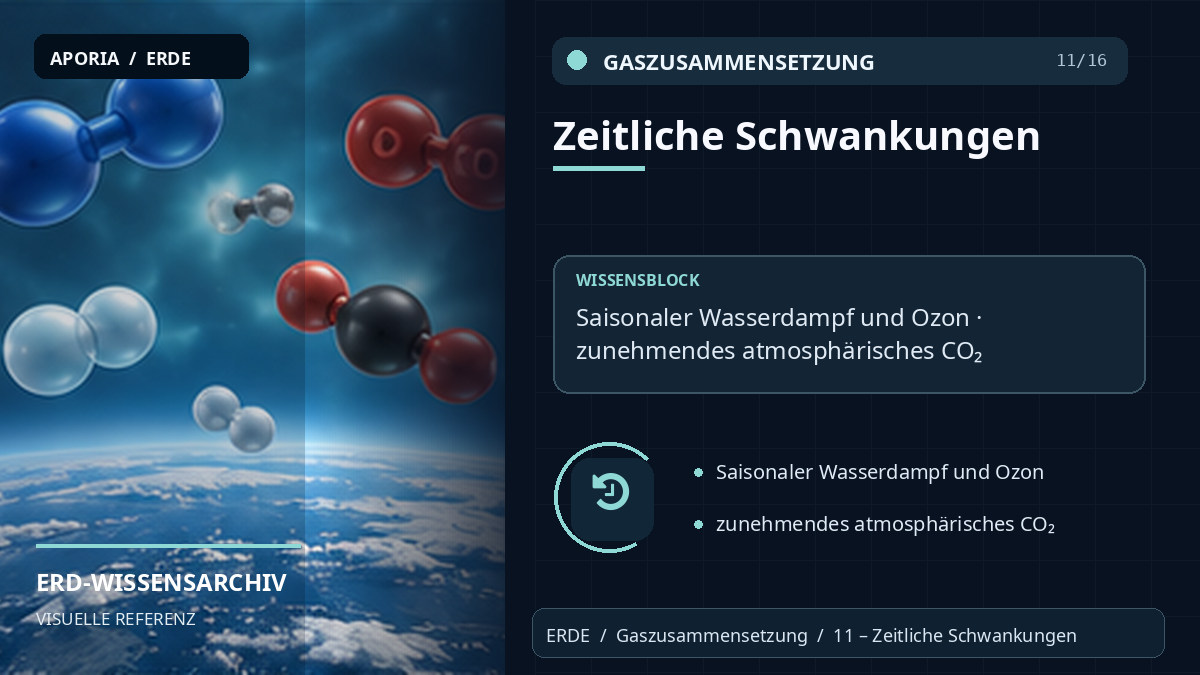 APORIA / ERDE
ERD-WISSENSARCHIV
VISUELLE REFERENZ
GASZUSAMMENSETZUNG
11/16
Zeitliche Schwankungen
WISSENSBLOCK
Saisonaler Wasserdampf und Ozon ·
zunehmendes atmosphärisches CO₂
Saisonaler Wasserdampf und Ozon
zunehmendes atmosphärisches CO₂
ERDE / Gaszusammensetzung / 11 – Zeitliche Schwankungen